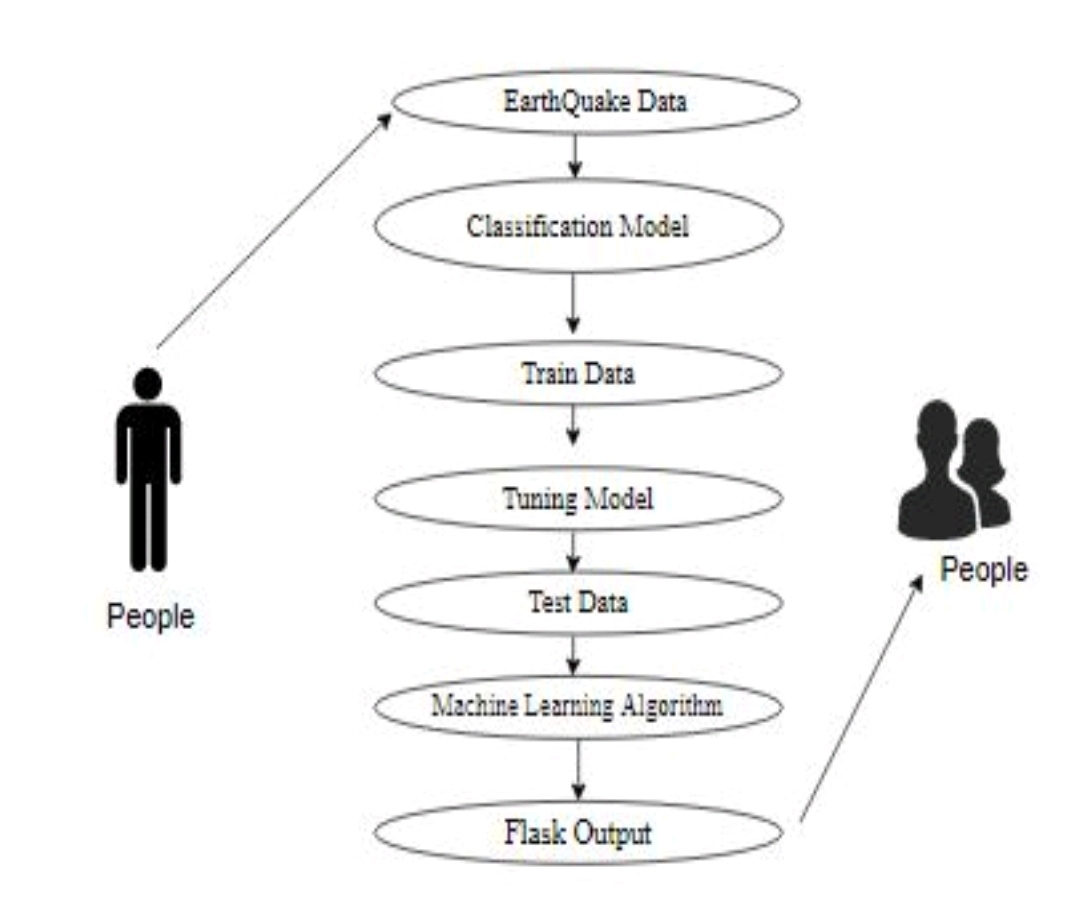 EarthQuake Data
Classification Model
Train Data
Tuning Model
Test Data
Machine Learning Algorithm
Flask Output
People
People